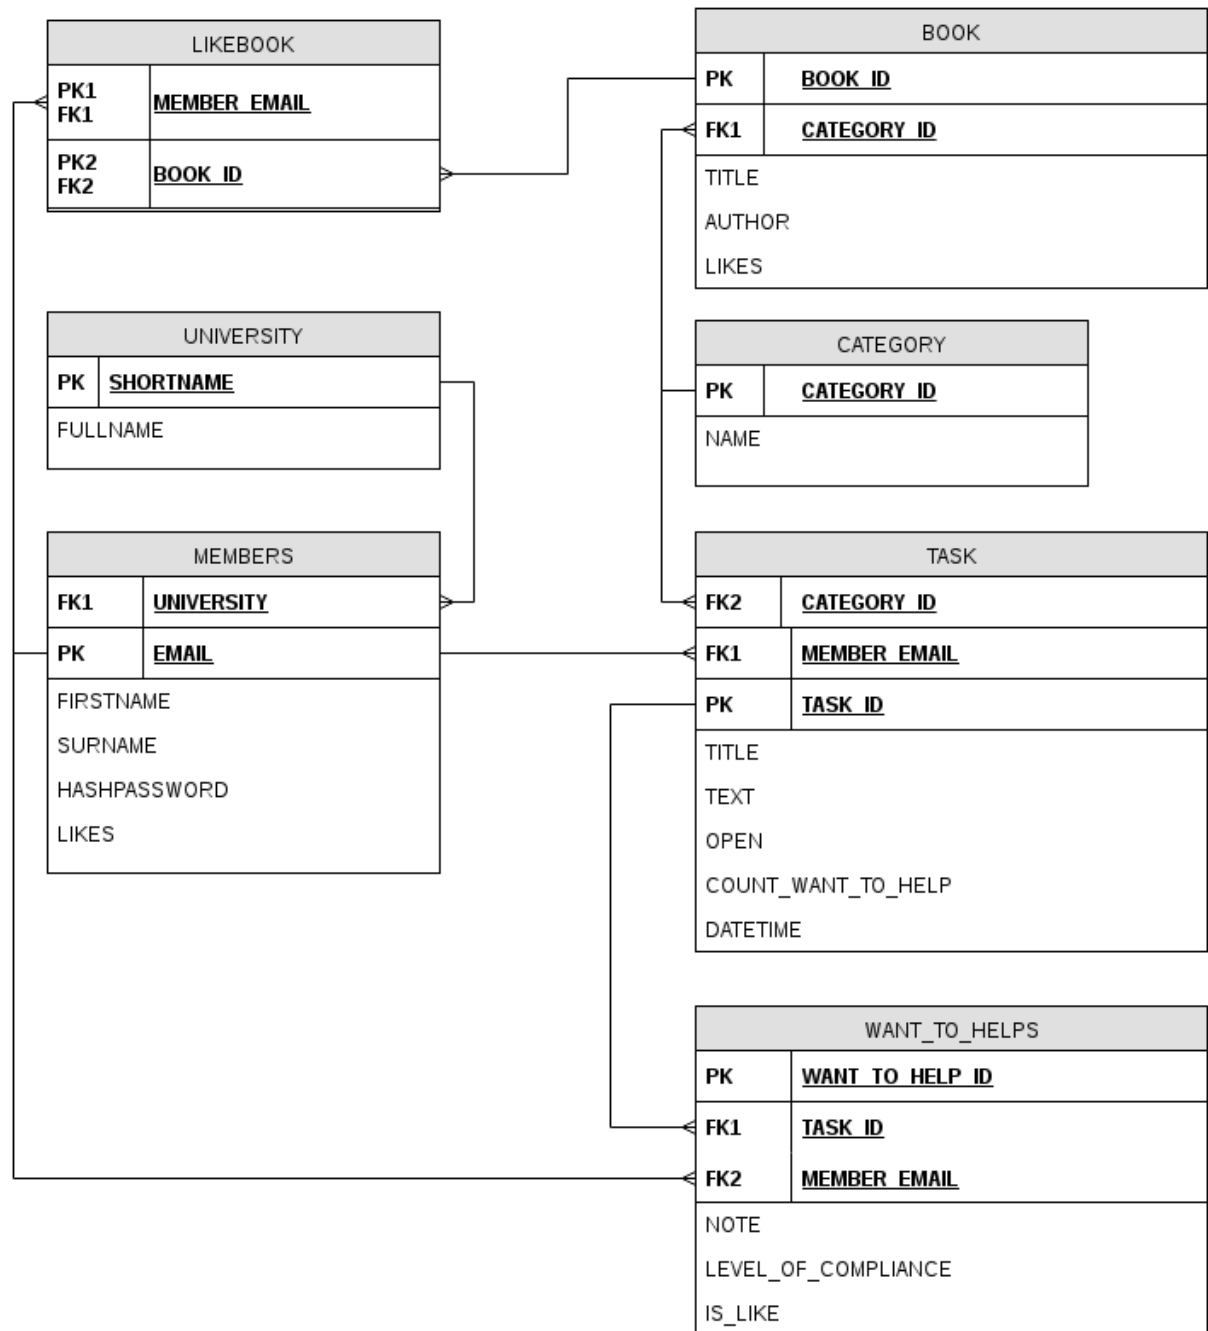 LIKEBOOK
PK1
FK1
MEMBER_EMAIL
PK2
FK2
BOOK_ID
BOOK
PK BOOK_ID
FK1 CATEGORY_ID
TITLE
AUTHOR
LIKES
UNIVERSITY
PK SHORTNAME
FULLNAME
CATEGORY
PK CATEGORY_ID
NAME
MEMBERS
FK1 UNIVERSITY
PK EMAIL
FIRSTNAME
SURNAME
HASHPASSWORD
LIKES
TASK
FK2 CATEGORY_ID
FK1 MEMBER_EMAIL
PK TASK_ID
TITLE
TEXT
OPEN
COUNT_WANT_TO_HELP
DATETIME
WANT_TO_HELPS
PK WANT_TO_HELP_ID
FK1 TASK_ID
FK2 MEMBER_EMAIL
NOTE
LEVEL_OF_COMPLIANCE
IS_LIKE